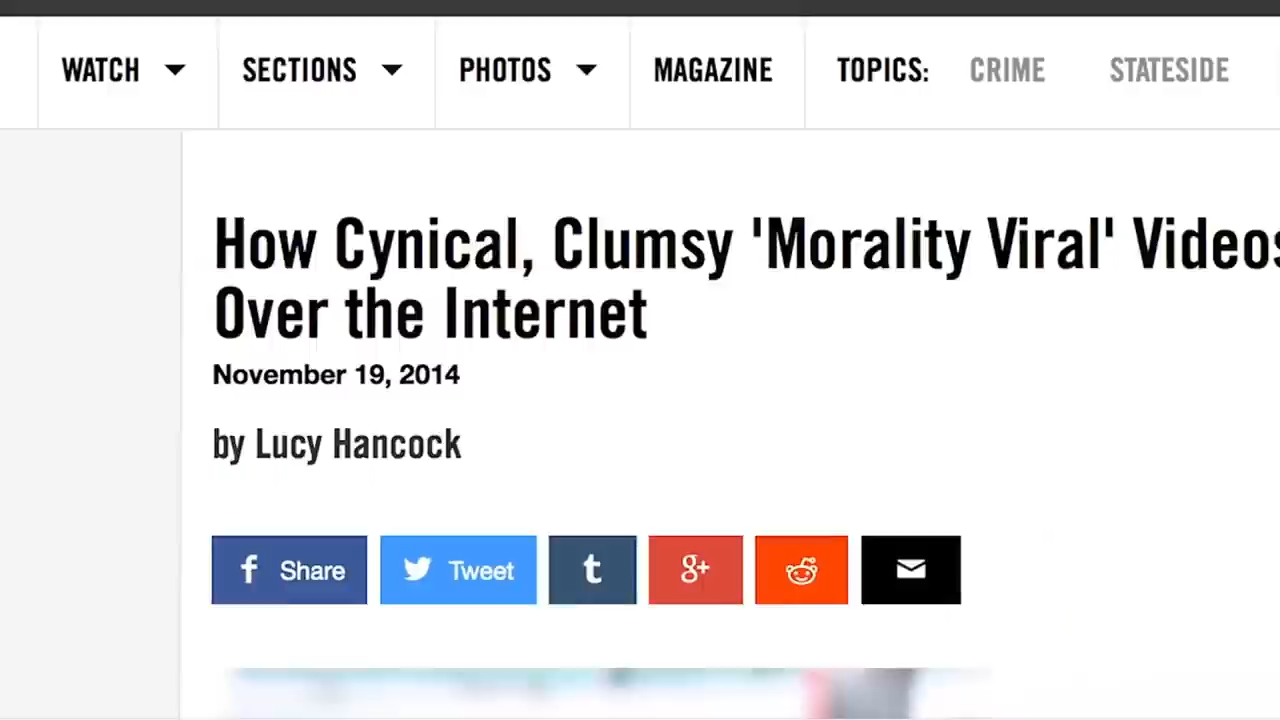 WATCH SECTIONS PHOTOS MAGAZINE TOPICS: CRIME STATESIDE
How Cynical, Clumsy 'Morality Viral' Videos
Over the Internet
November 19, 2014
by Lucy Hancock
f Share Tweet t g+